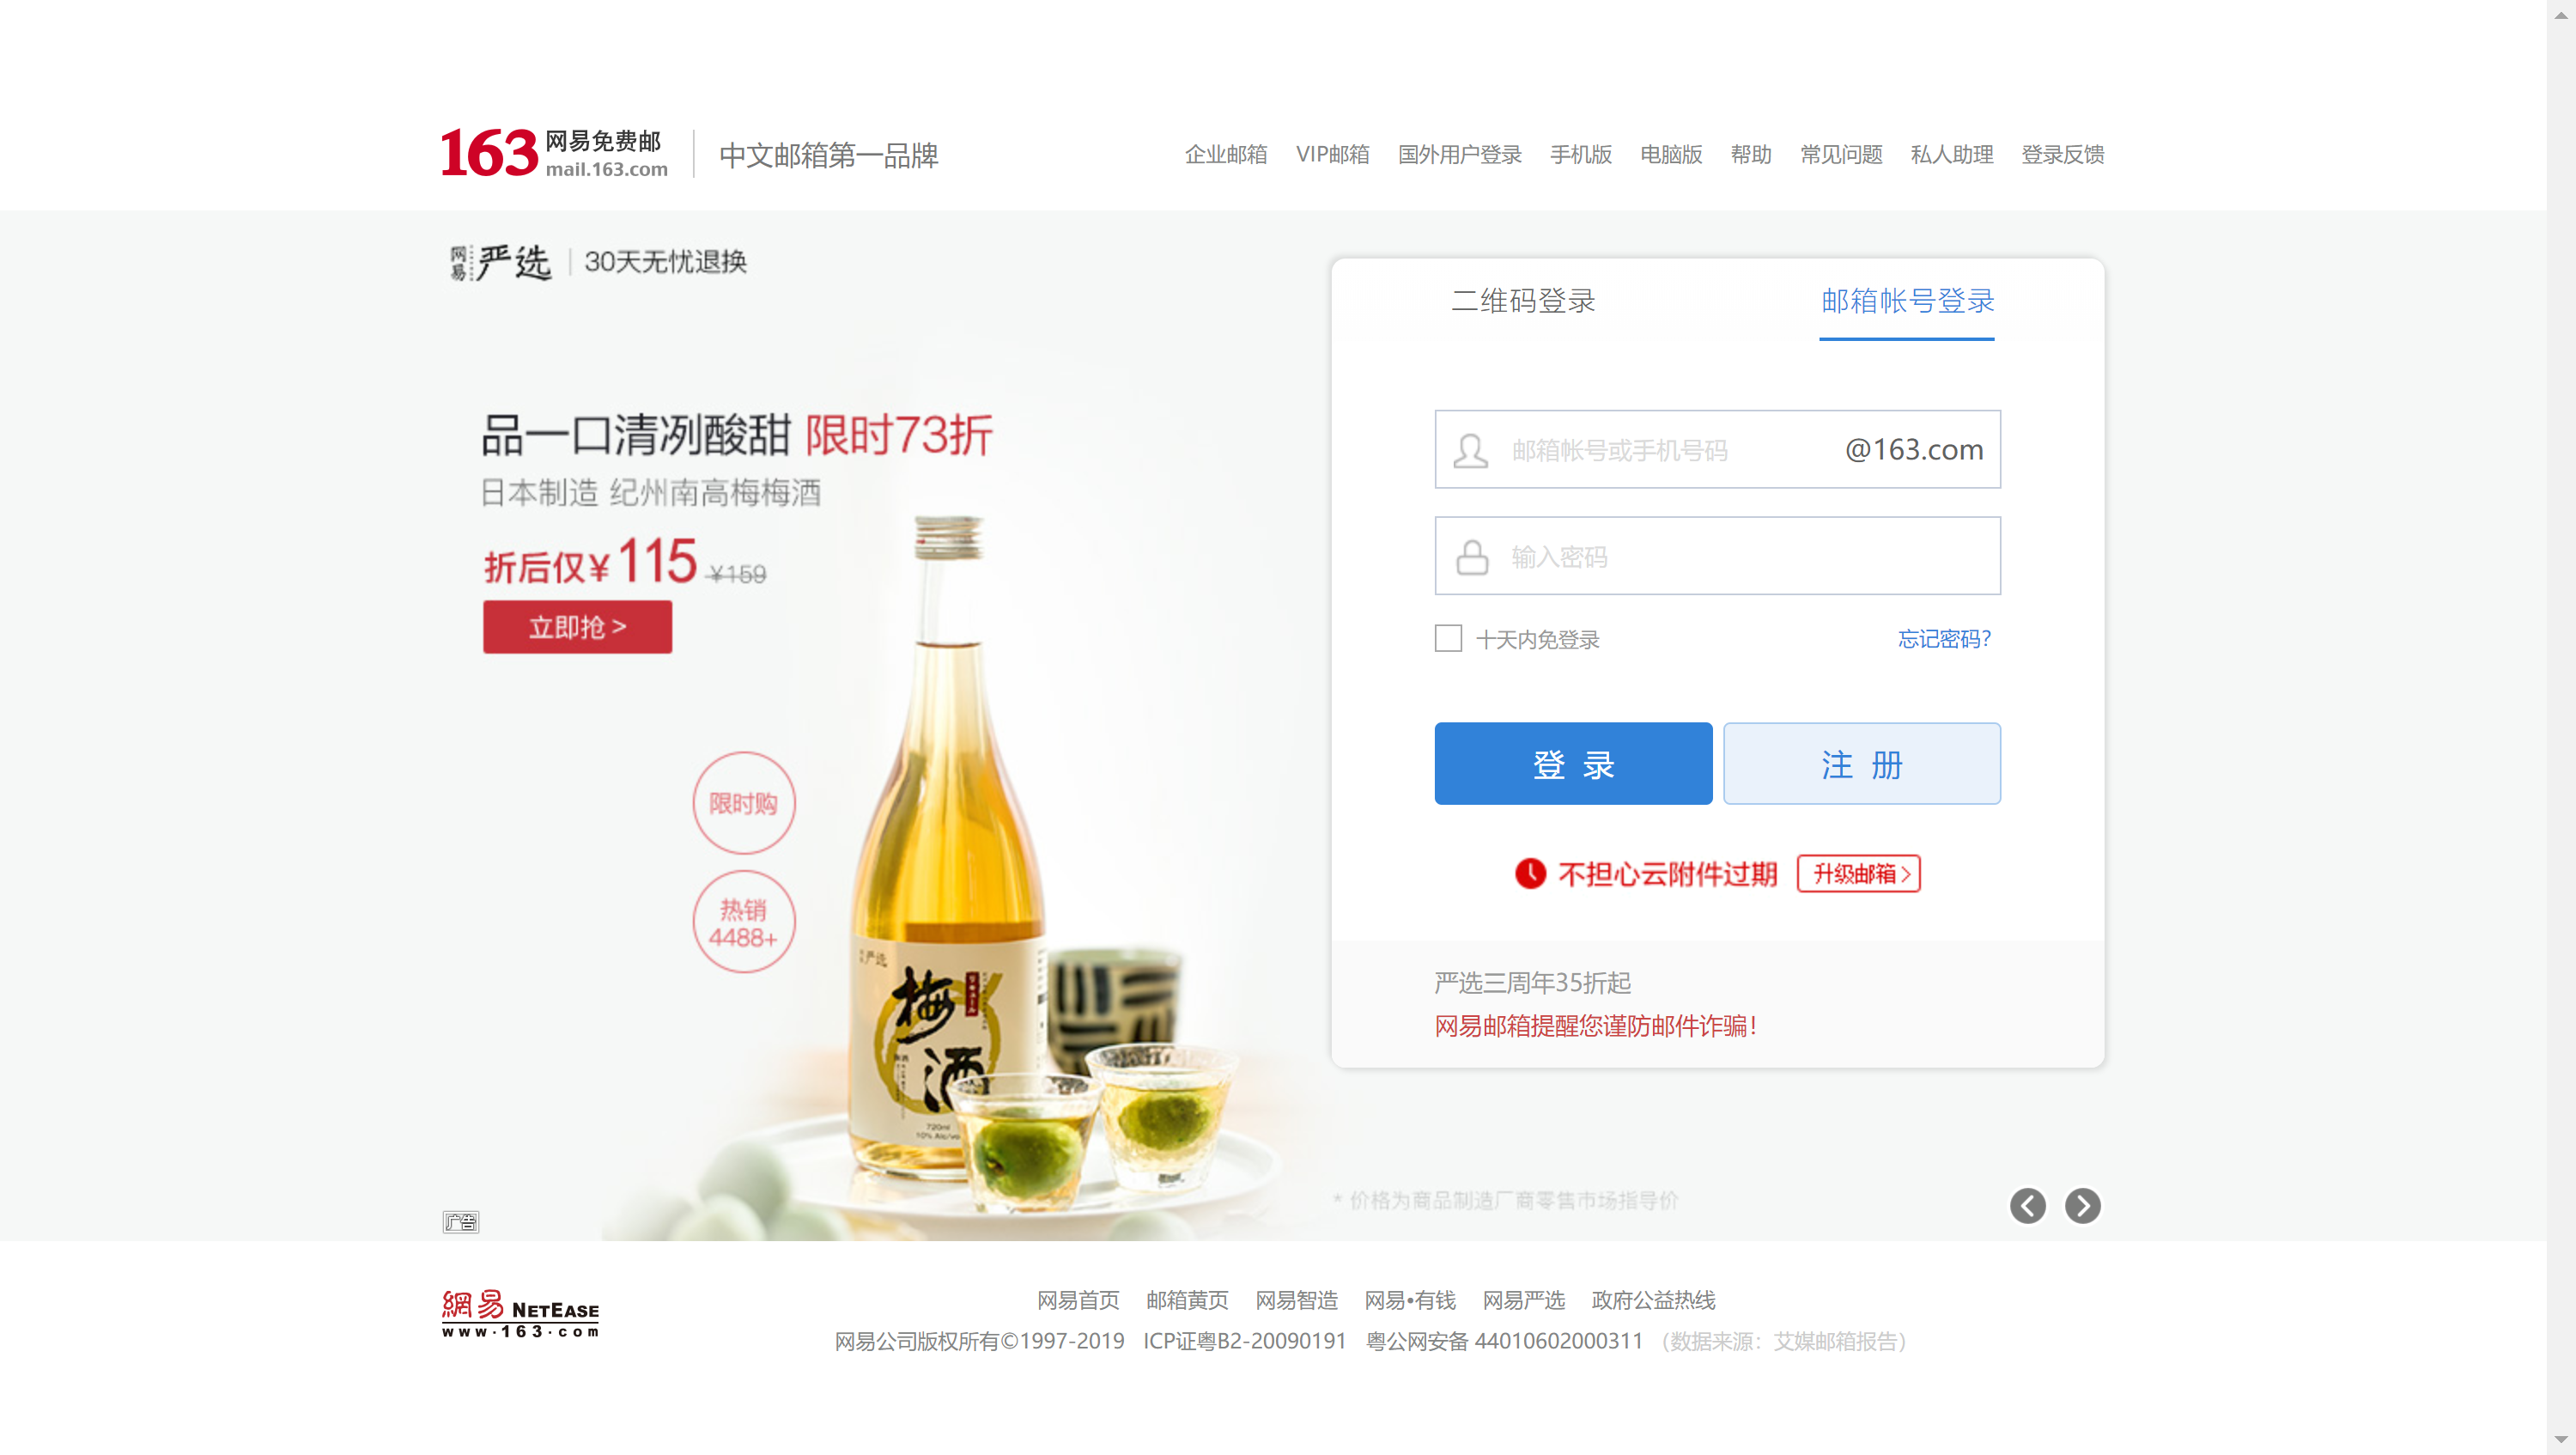 163 网易免费邮
mail.163.com
中文邮箱第一品牌
企业邮箱 VIP邮箱 国外用户登录 手机版 电脑版 帮助 常见问题 私人助理 登录反馈
网易严选 30天无忧退换
品一口清冽酸甜 限时73折
日本制造 纪州南高梅梅酒
折后仅¥115 ¥159
立即抢 >
限时购
热销
4488+
严选
梅酒
720ml
广告
二维码登录 邮箱帐号登录
邮箱帐号或手机号码 @163.com
输入密码
十天内免登录 忘记密码?
登 录 注 册
不担心云附件过期 升级邮箱>
严选三周年35折起
网易邮箱提醒您谨防邮件诈骗！
* 价格为商品制造厂商零售市场指导价
網易 NETEASE
www.163.com
网易首页 邮箱黄页 网易智造 网易•有钱 网易严选 政府公益热线
网易公司版权所有©1997-2019 ICP证粤B2-20090191 粤公网安备 44010602000311 （数据来源：艾媒邮箱报告）